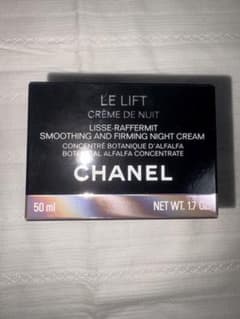 LE LIFT
CRÈME DE NUIT
LISSE-RAFFERMIT
SMOOTHING AND FIRMING NIGHT CREAM
CONCENTRÉ BOTANIQUE D'ALFALFA
BOTANICAL ALFALFA CONCENTRATE
CHANEL
50 ml NET WT. 1.7 OZ.